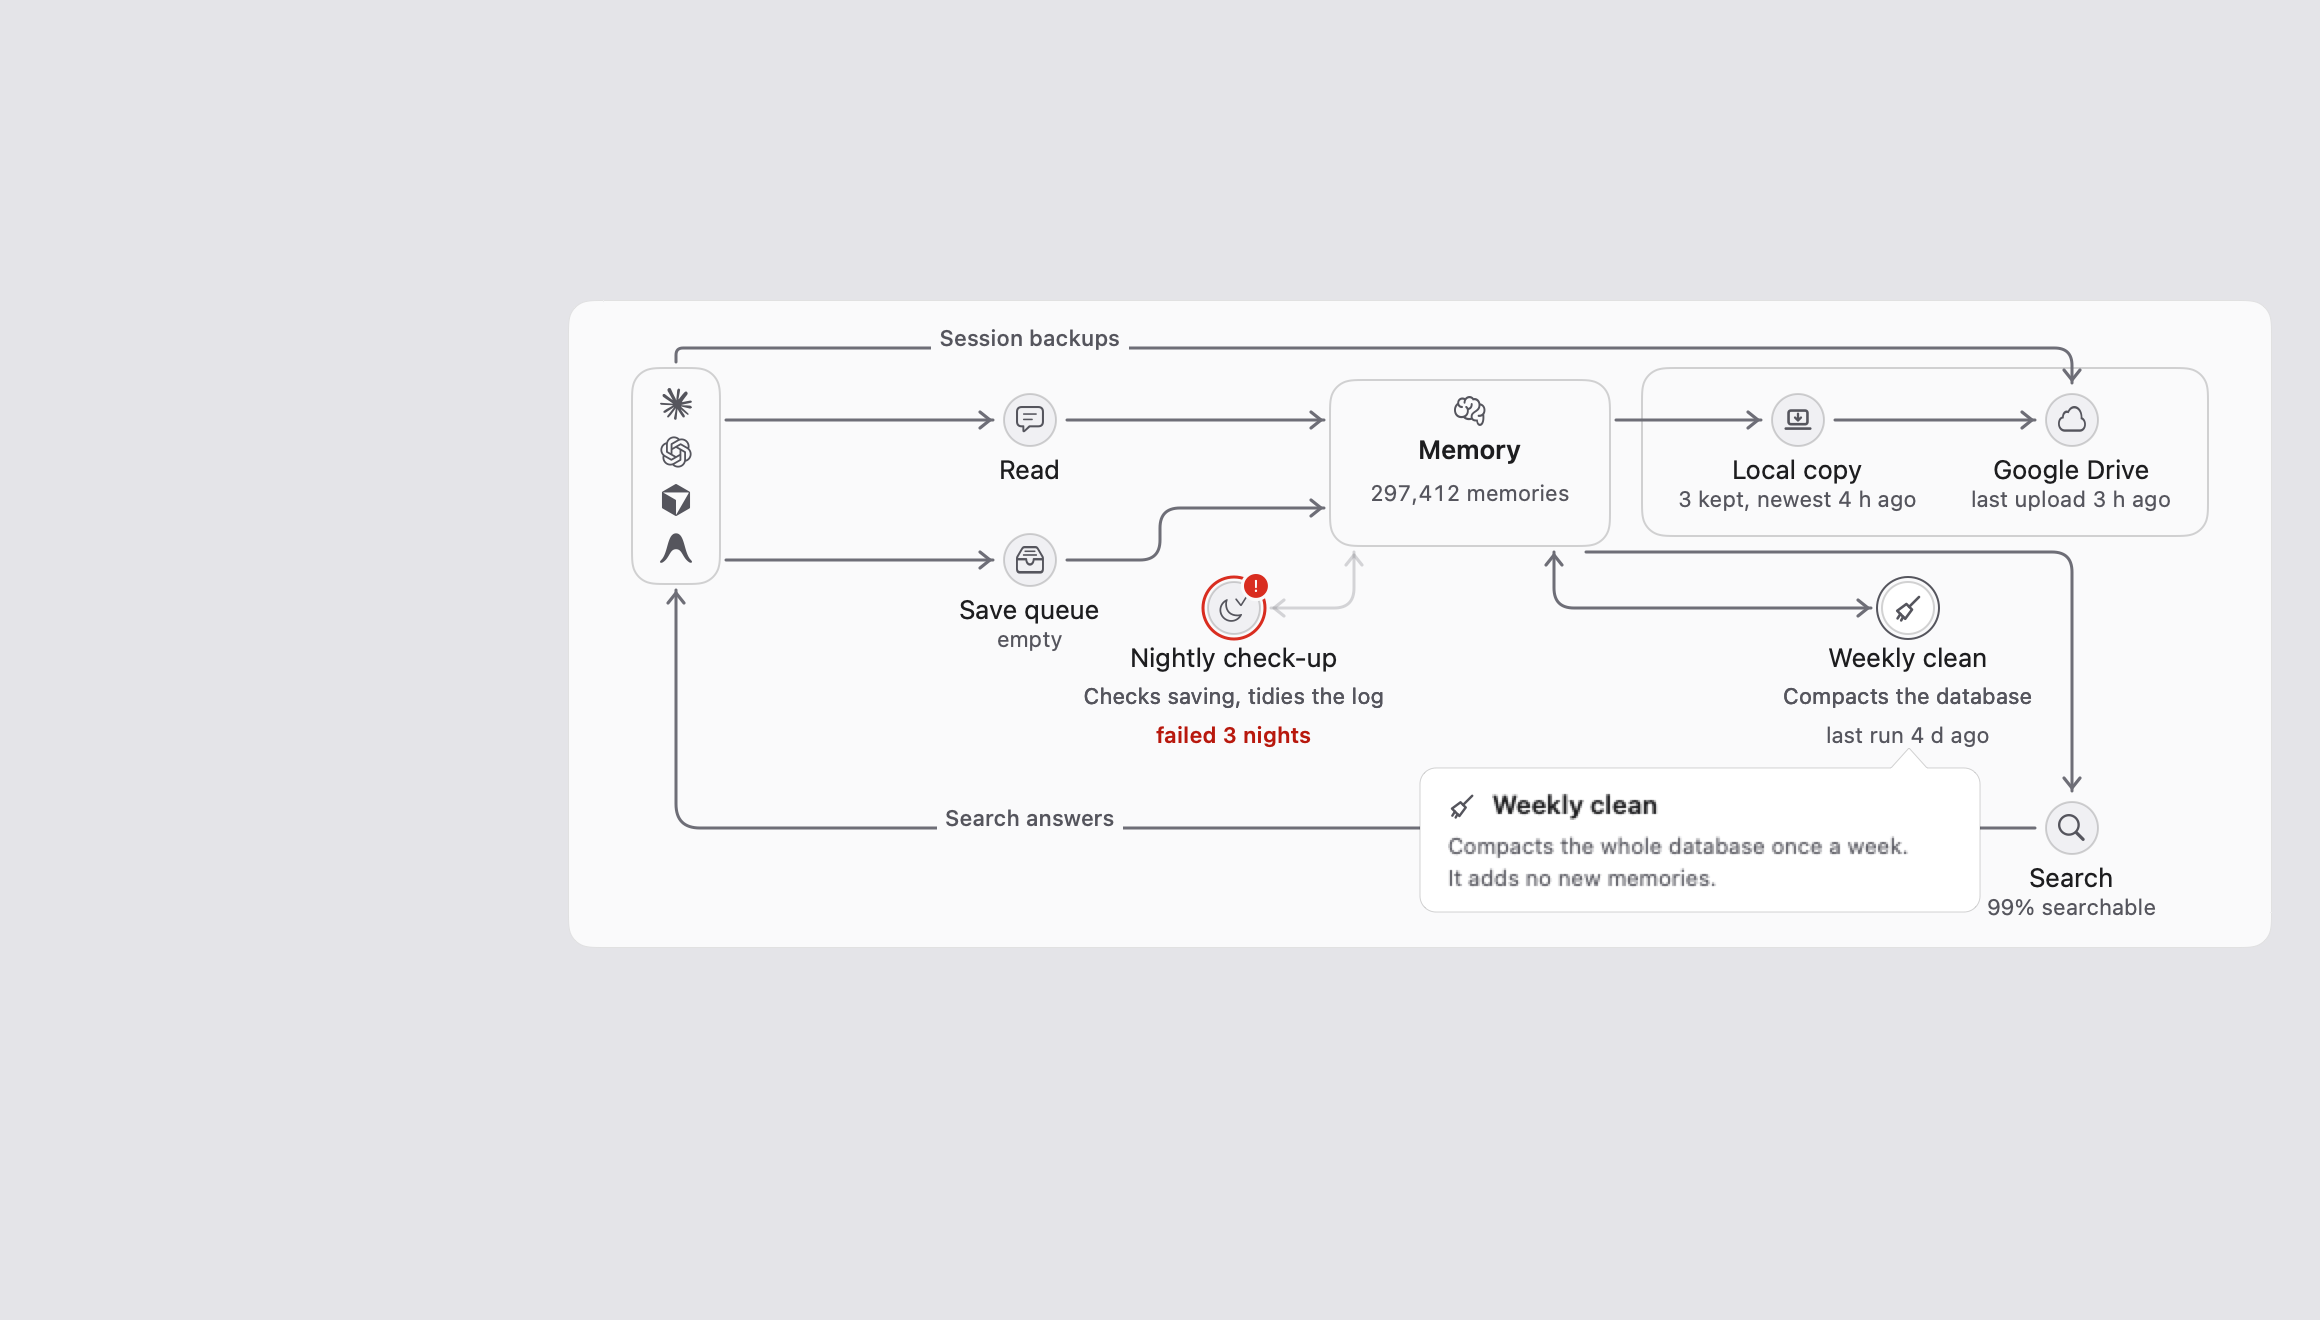 Session backups
Read
Memory
297,412 memories
Local copy
3 kept, newest 4 h ago
Google Drive
last upload 3 h ago
Save queue
empty
!
Nightly check-up
Checks saving, tidies the log
failed 3 nights
Weekly clean
Compacts the database
last run 4 d ago
Search answers
Weekly clean
Compacts the whole database once a week.
It adds no new memories.
Search
99% searchable